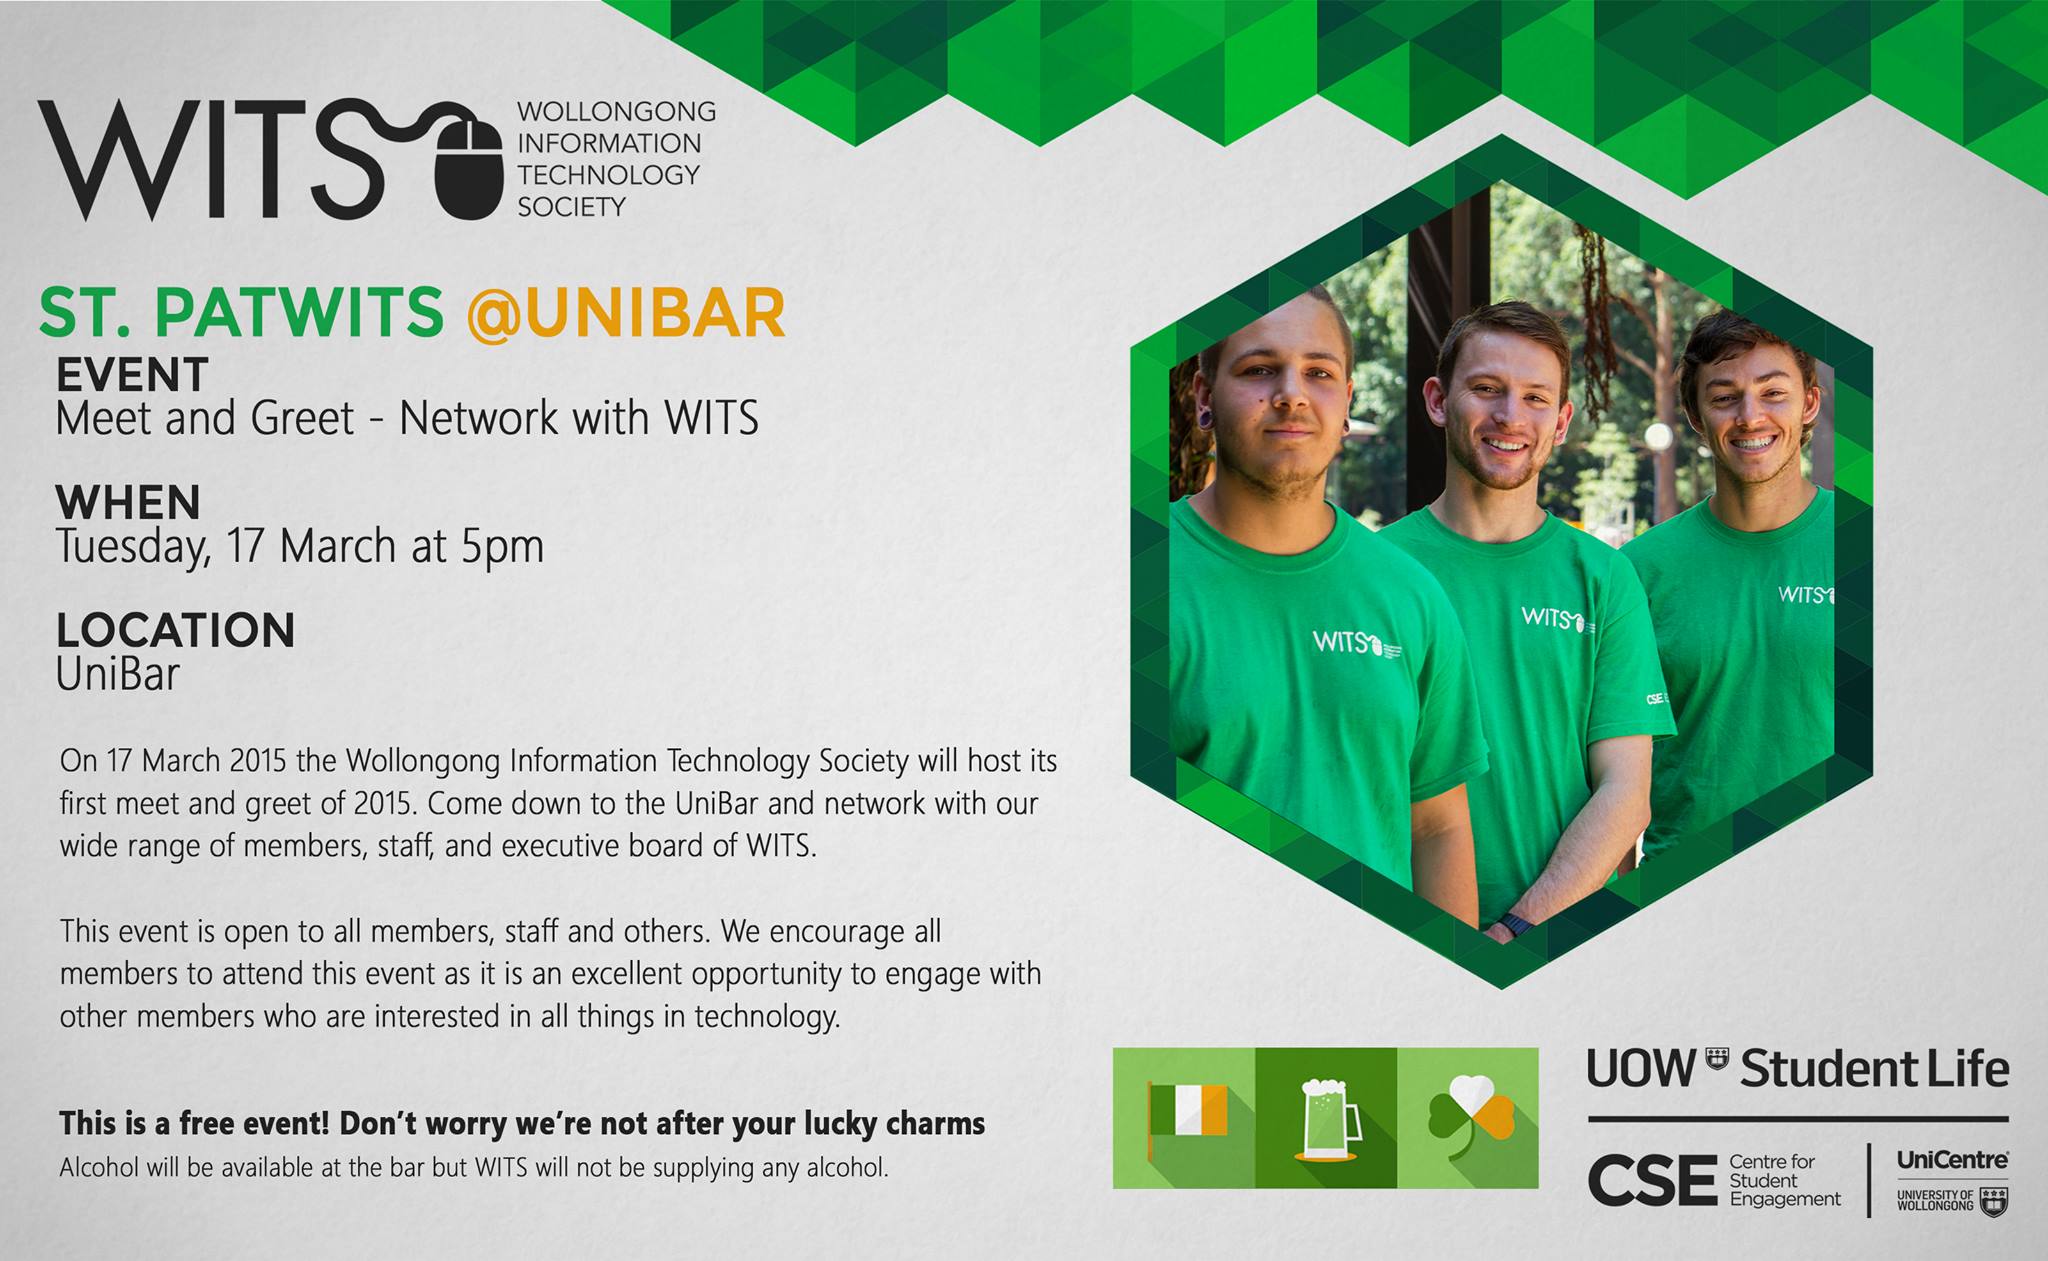 WITS
WOLLONGONG
INFORMATION
TECHNOLOGY
SOCIETY
ST. PATWITS @UNIBAR
EVENT
Meet and Greet - Network with WITS
WHEN
Tuesday, 17 March at 5pm
LOCATION
UniBar
On 17 March 2015 the Wollongong Information Technology Society will host its
first meet and greet of 2015. Come down to the UniBar and network with our
wide range of members, staff, and executive board of WITS.
This event is open to all members, staff and others. We encourage all
members to attend this event as it is an excellent opportunity to engage with
other members who are interested in all things in technology.
This is a free event! Don't worry we're not after your lucky charms
Alcohol will be available at the bar but WITS will not be supplying any alcohol.
WITS
WITS
CSE
WITS
UOW Student Life
CSE
Centre for
Student
Engagement
UniCentre
UNIVERSITY OF
WOLLONGONG